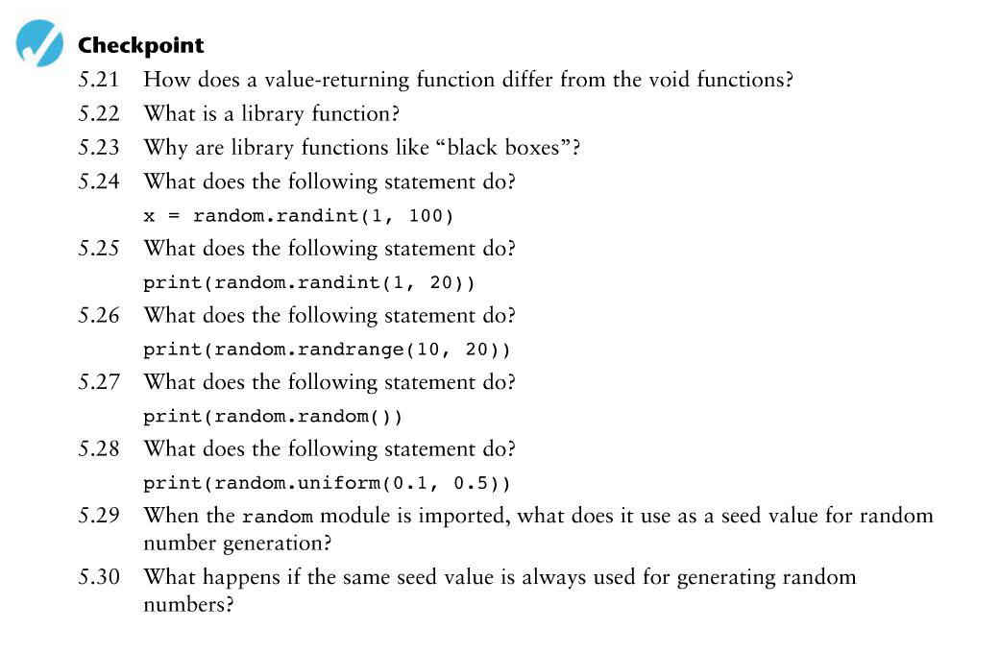 Checkpoint
5.21 How does a value-returning function differ from the void functions?
5.22 What is a library function?
5.23 Why are library functions like “black boxes”?
5.24 What does the following statement do?
x = random.randint(1, 100)
5.25 What does the following statement do?
print(random.randint(1, 20))
5.26 What does the following statement do?
print(random.randrange(10, 20))
5.27 What does the following statement do?
print(random.random())
5.28 What does the following statement do?
print(random.uniform(0.1, 0.5))
5.29 When the random module is imported, what does it use as a seed value for random
number generation?
5.30 What happens if the same seed value is always used for generating random
numbers?